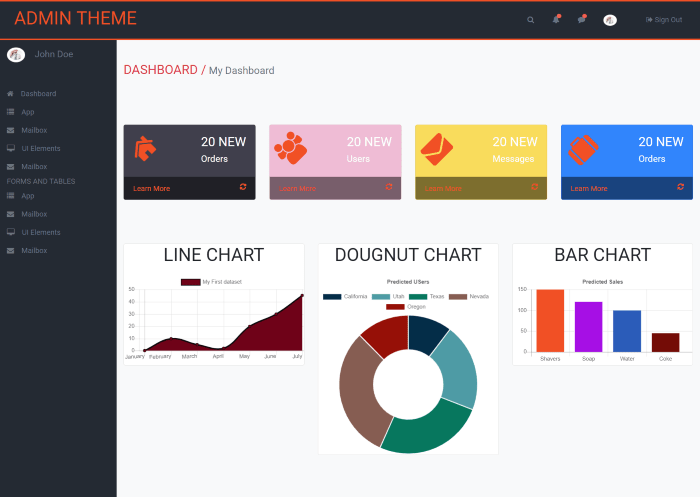 ADMIN THEME
Sign Out
John Doe
Dashboard
App
Mailbox
UI Elements
Mailbox
FORMS AND TABLES
App
Mailbox
UI Elements
Mailbox
DASHBOARD / My Dashboard
20 NEW
Orders
Learn More
20 NEW
Users
Learn More
20 NEW
Messages
Learn More
20 NEW
Orders
Learn More
LINE CHART
My First dataset
50
40
30
20
10
0
January February March April May June July
DOUGNUT CHART
Predicted USers
California Utah Texas Nevada
Oregon
BAR CHART
Predicted Sales
150
100
50
0
Shavers Soap Water Coke